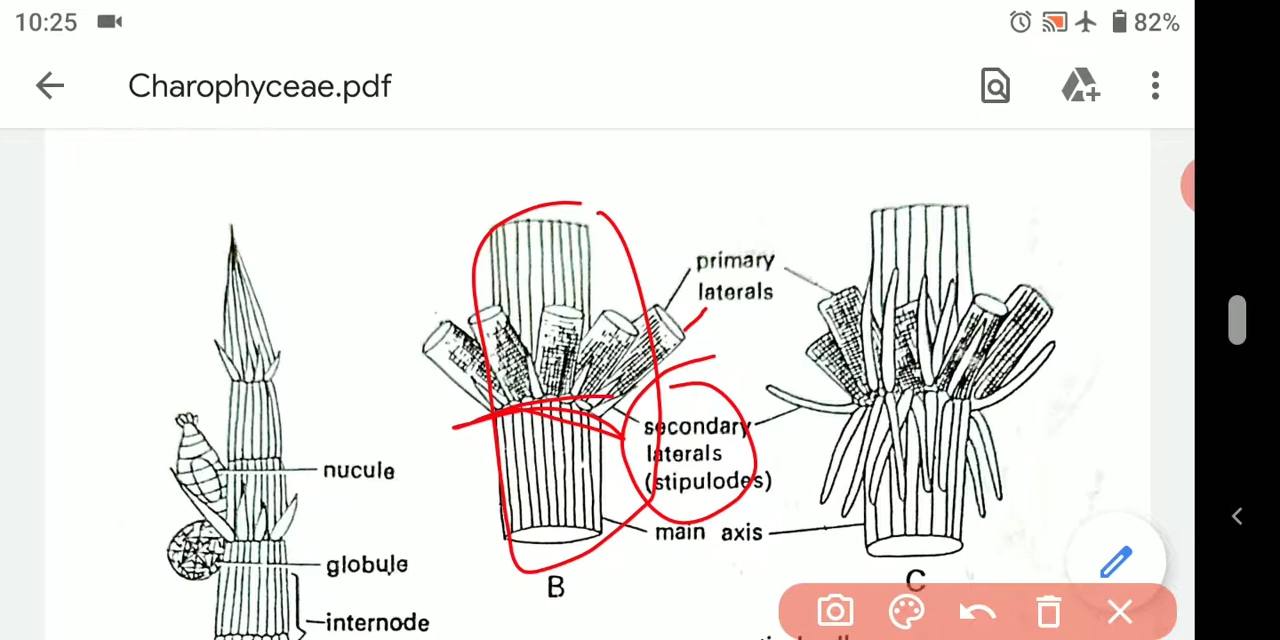 10:25
82%
Charophyceae.pdf
primary
laterals
secondary
laterals
(stipulodes)
nucule
main axis
globule
B
C
internode